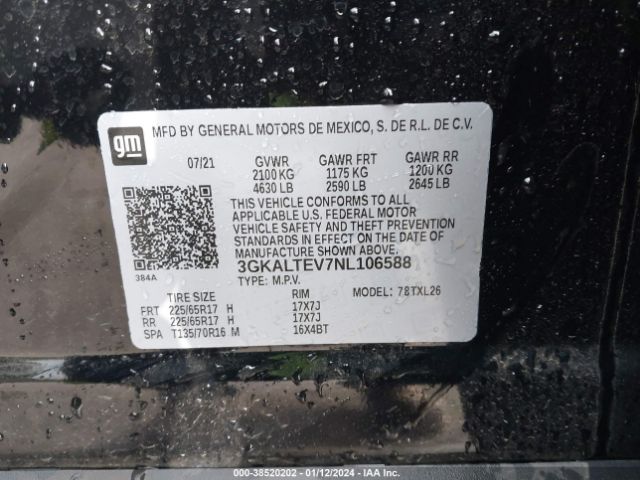 gm
MFD BY GENERAL MOTORS DE MEXICO, S. DE R.L. DE C.V.
07/21 GVWR GAWR FRT GAWR RR
2100 KG 1175 KG 1200 KG
4630 LB 2590 LB 2645 LB
THIS VEHICLE CONFORMS TO ALL
APPLICABLE U.S. FEDERAL MOTOR
VEHICLE SAFETY AND THEFT PREVENTION
STANDARDS IN EFFECT ON THE DATE OF
MANUFACTURE SHOWN ABOVE.
3GKALTEV7NL106588
384A
TYPE: M.P.V. MODEL: 78TXL26
TIRE SIZE RIM
FRT 225/65R17 H 17X7J
RR 225/65R17 H 17X7J
SPA T135/70R16 M 16X4BT
000-38520202 - 01/12/2024 - IAA Inc.